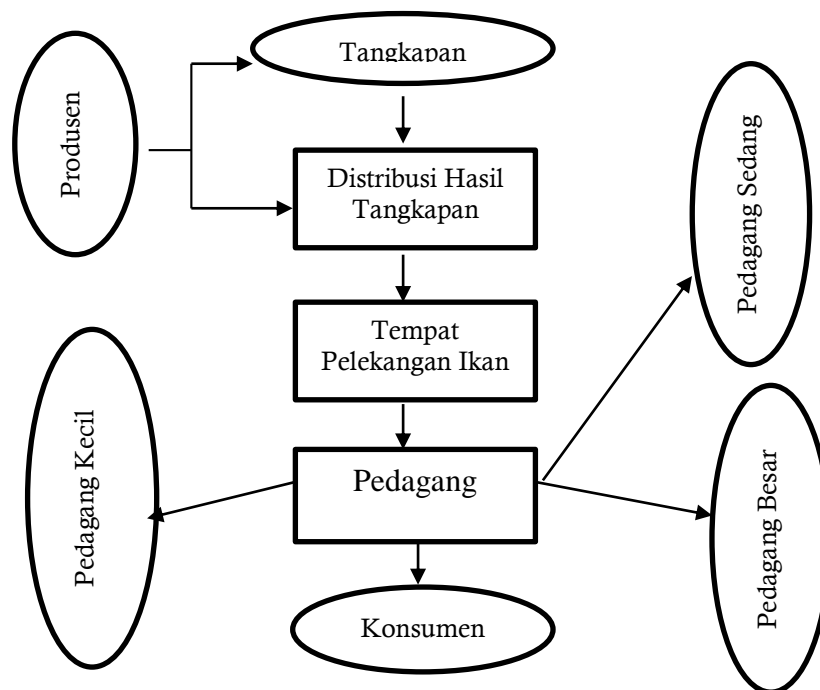 Tangkapan
Produsen
Distribusi Hasil
Tangkapan
Pedagang Sedang
Tempat
Pelekangan Ikan
Pedagang Kecil
Pedagang
Pedagang Besar
Konsumen